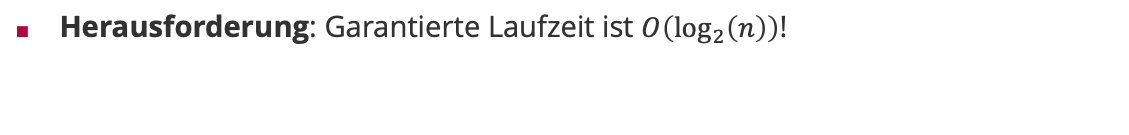 ▪ Herausforderung: Garantierte Laufzeit ist O(log₂(n))!